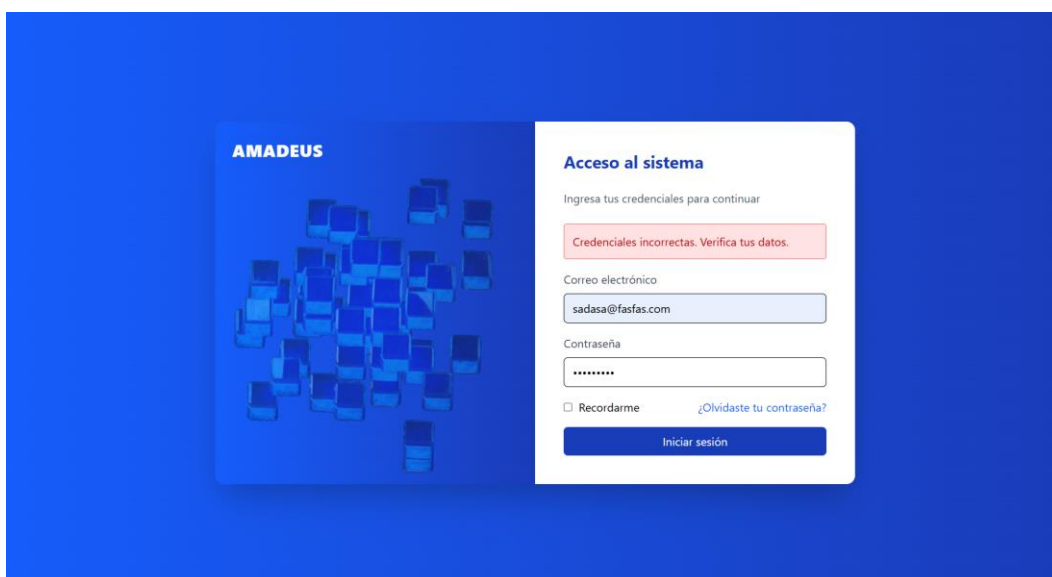 AMADEUS
Acceso al sistema
Ingresa tus credenciales para continuar
Credenciales incorrectas. Verifica tus datos.
Correo electrónico
sadasa@fasfas.com
Contraseña
•••••••••
Recordarme
¿Olvidaste tu contraseña?
Iniciar sesión